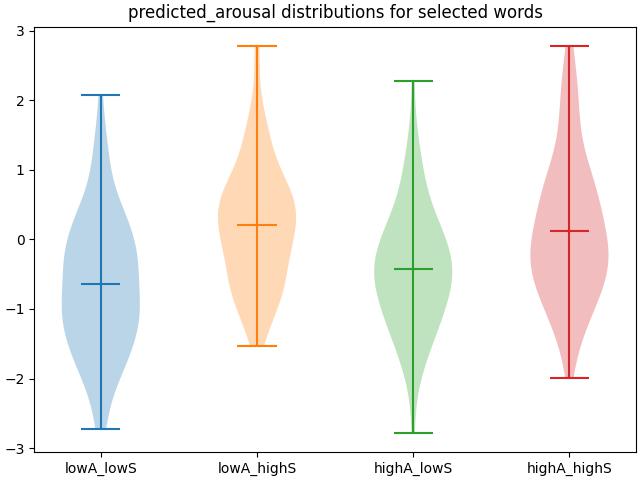 predicted_arousal distributions for selected words
3
2
1
0
−1
−2
−3
lowA_lowS
lowA_highS
highA_lowS
highA_highS